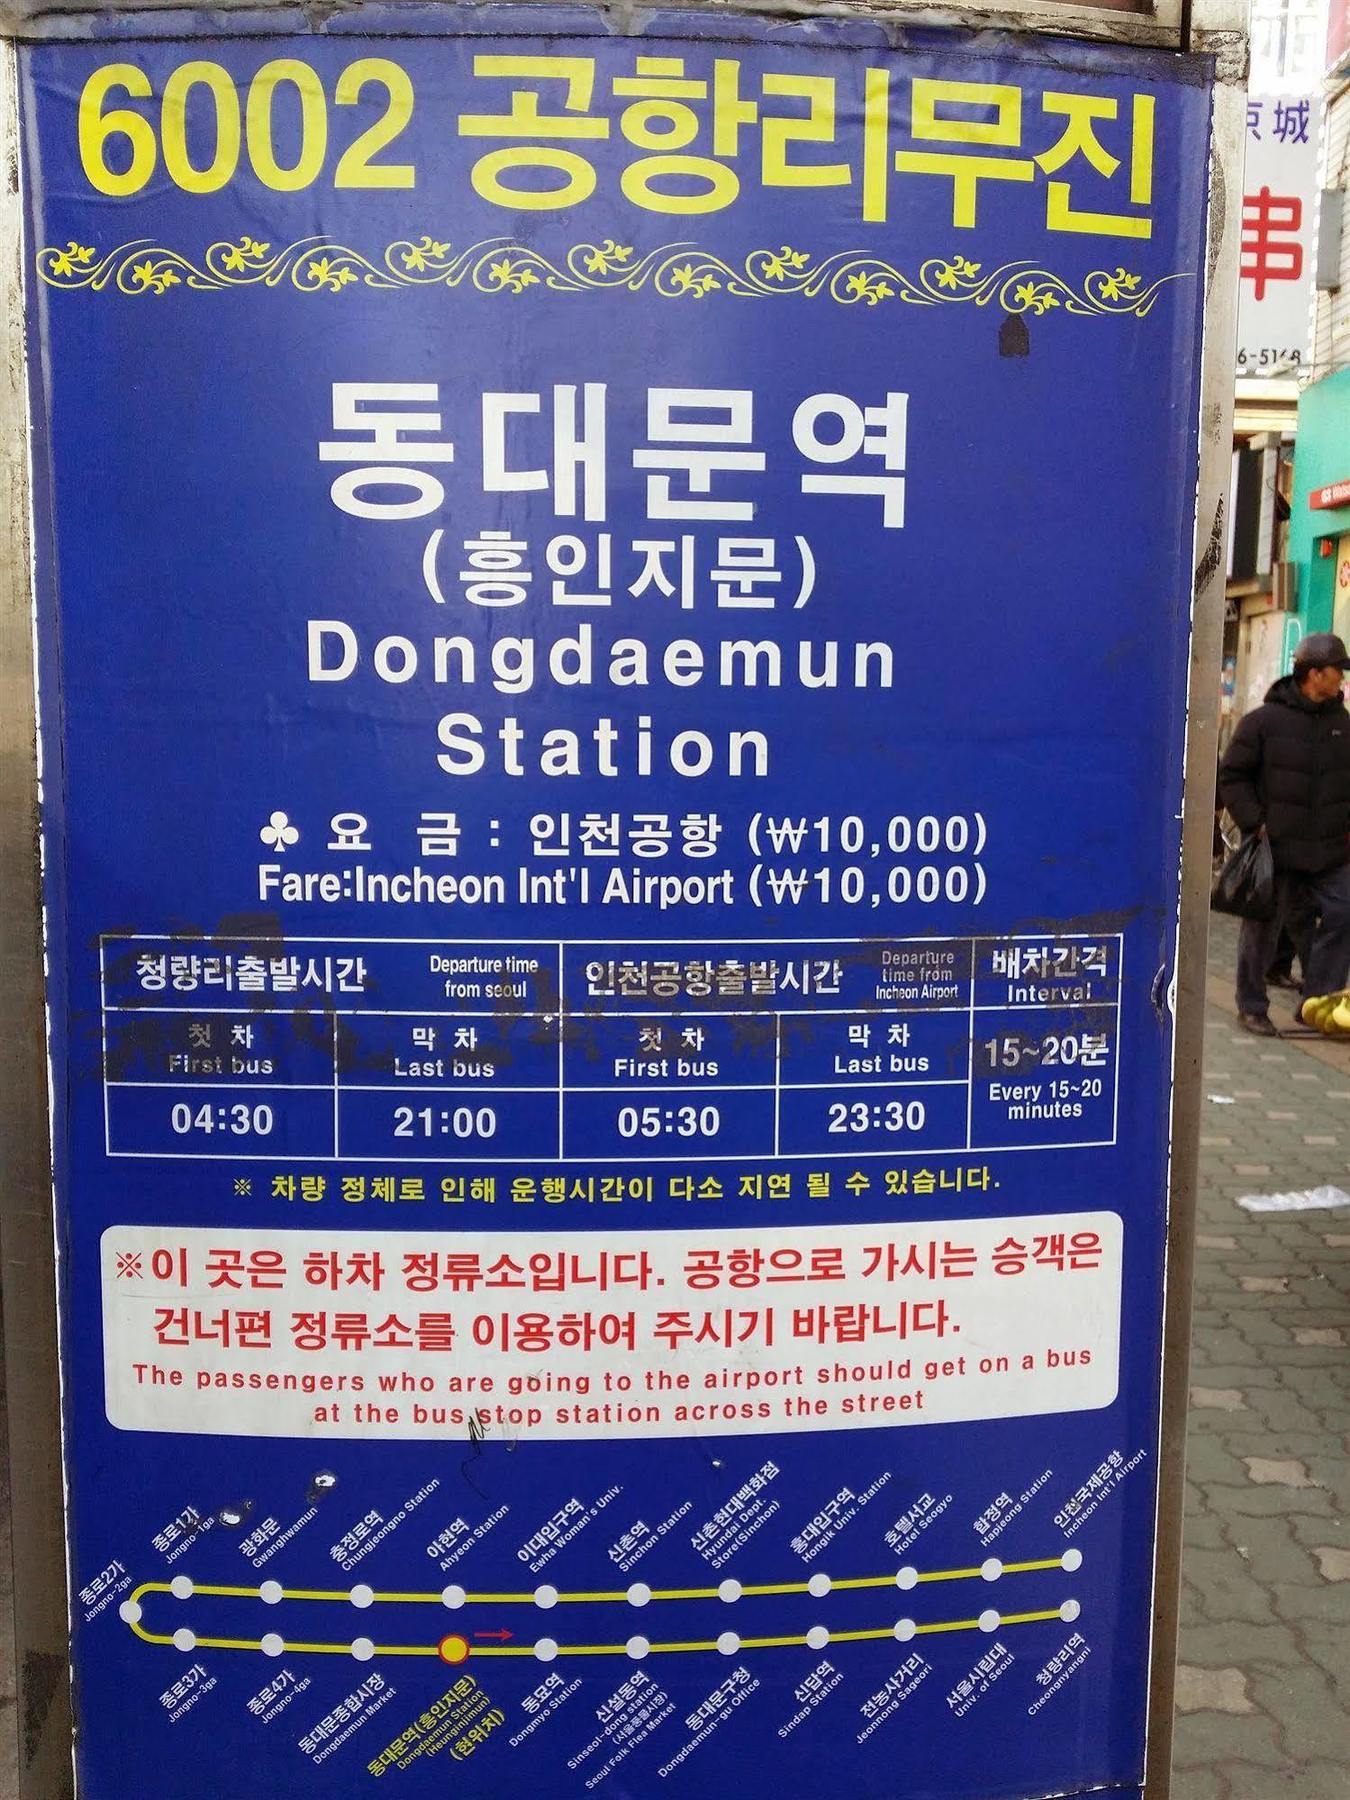 6002 공항리무진
京城
串
6-5168
동대문역
(흥인지문)
Dongdaemun
Station
♣ 요 금 : 인천공항 (₩10,000)
Fare:Incheon Int'l Airport (₩10,000)
청량리출발시간 Departure time from seoul 인천공항출발시간 Departure time from Incheon Airport 배차간격 Interval
첫 차 First bus 막 차 Last bus 첫 차 First bus 막 차 Last bus 15~20분 Every 15~20 minutes
04:30 21:00 05:30 23:30
※ 차량 정체로 인해 운행시간이 다소 지연 될 수 있습니다.
※이 곳은 하차 정류소입니다. 공항으로 가시는 승객은
건너편 정류소를 이용하여 주시기 바랍니다.
The passengers who are going to the airport should get on a bus
at the bus stop station across the street
종로2가 Jongno-2ga
종로1가 Jongno-1ga
광화문 Gwanghwamun
충정로역 Chungjeongno Station
아현역 Ahyeon Station
이대입구역 Ewha Woman's Univ.
신촌역 Sinchon Station
신촌현대백화점 Hyundai Dept. Store(Sinchon)
홍대입구역 Hongik Univ. Station
호텔서교 Hotel Seogyo
합정역 Hapjeong Station
인천국제공항 Incheon Int'l Airport
종로3가 Jongno-3ga
종로4가 Jongno-4ga
동대문종합시장 Dongdaemun Market
동대문역(흥인지문) Dongdaemun Station (Heunginjimun) (현위치)
동묘역 Dongmyo Station
신설동역 Sinseol-dong station (서울풍물시장) Seoul Folk Flea Market
동대문구청 Dongdaemun-gu Office
신답역 Sindap Station
전농사거리 Jeonnong Sageori
서울시립대 Univ. of Seoul
청량리역 Cheongnyangni